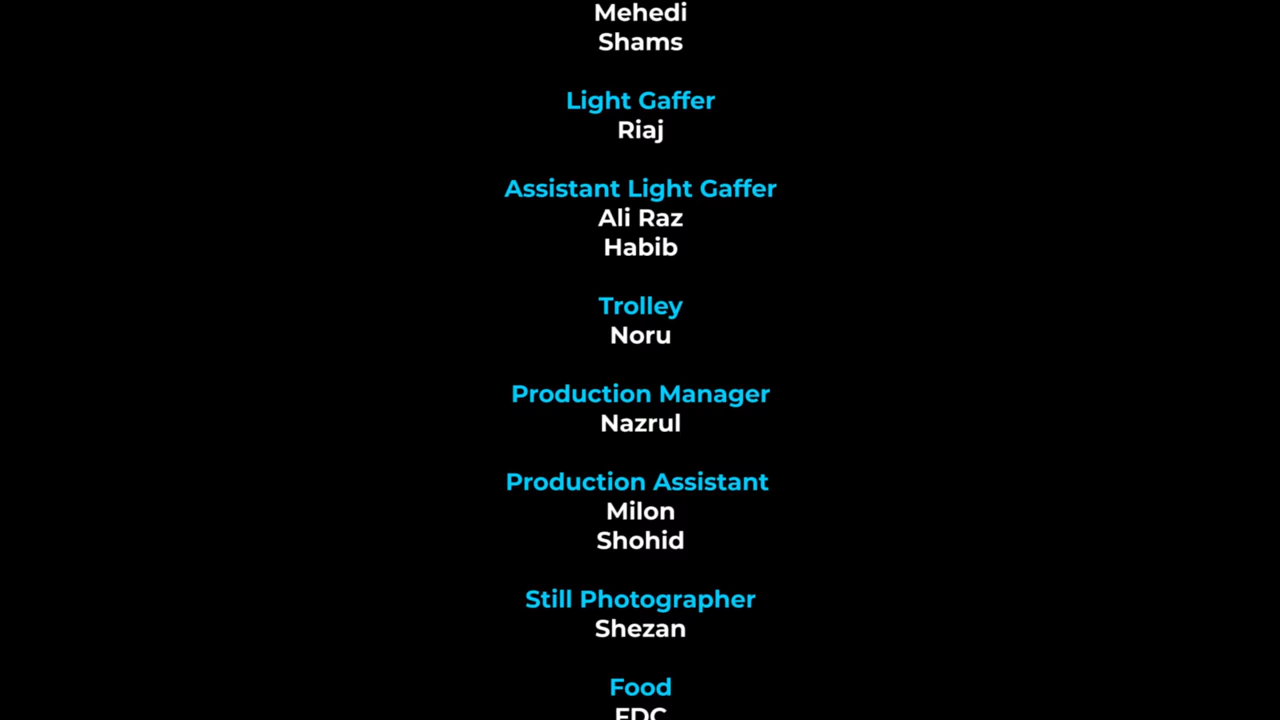 Mehedi
Shams
Light Gaffer
Riaj
Assistant Light Gaffer
Ali Raz
Habib
Trolley
Noru
Production Manager
Nazrul
Production Assistant
Milon
Shohid
Still Photographer
Shezan
Food